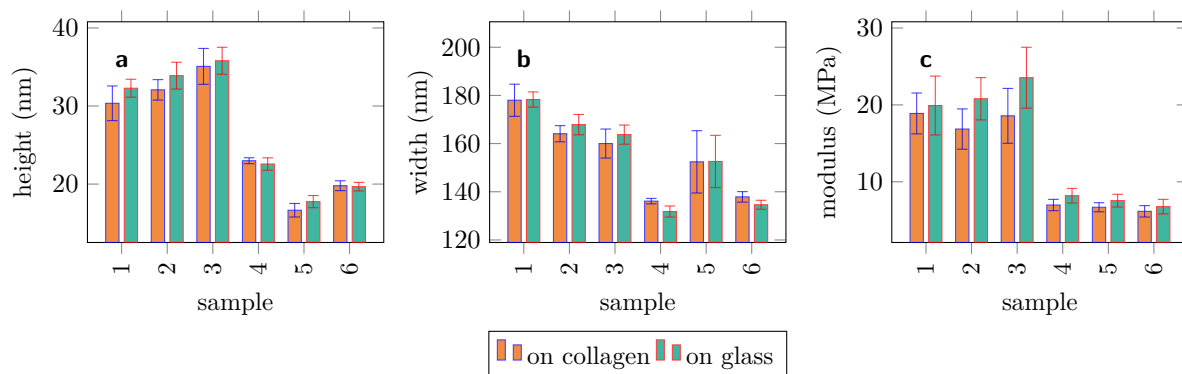 a
40
30
20
height (nm)
1 2 3 4 5 6
sample
b
200
180
160
140
120
width (nm)
1 2 3 4 5 6
sample
c
30
20
10
modulus (MPa)
1 2 3 4 5 6
sample
on collagen on glass